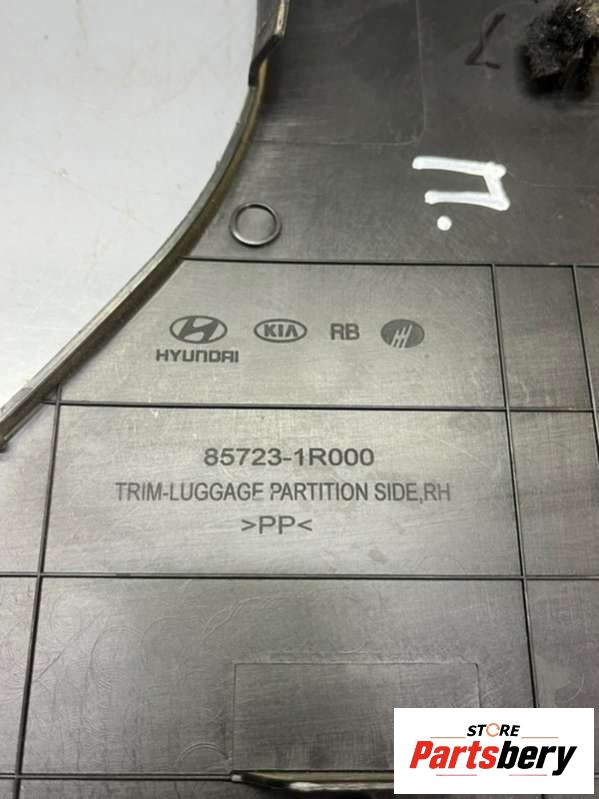 П.
KIA RB
HYUNDAI
85723-1R000
TRIM-LUGGAGE PARTITION SIDE,RH
>PP<
STORE
Partsbery